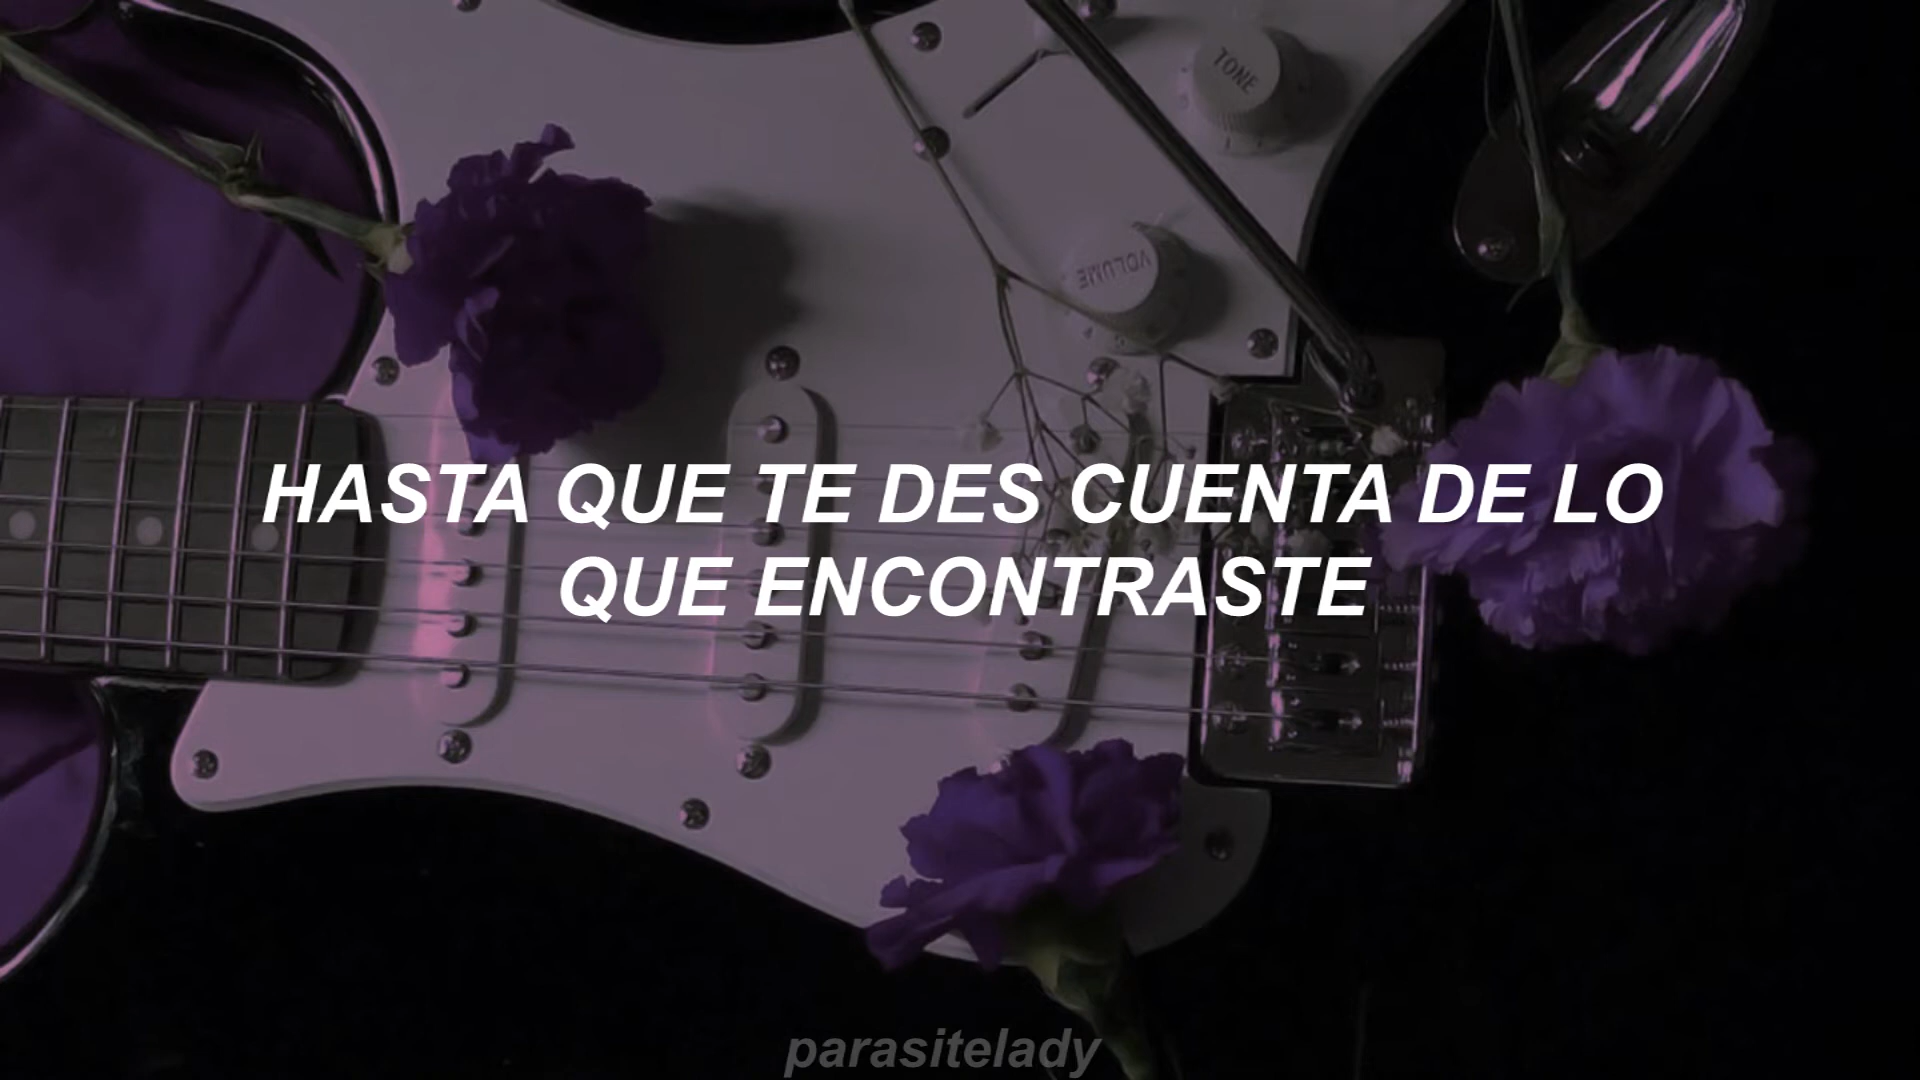 TONE
VOLUME
HASTA QUE TE DES CUENTA DE LO
QUE ENCONTRASTE
parasitelady